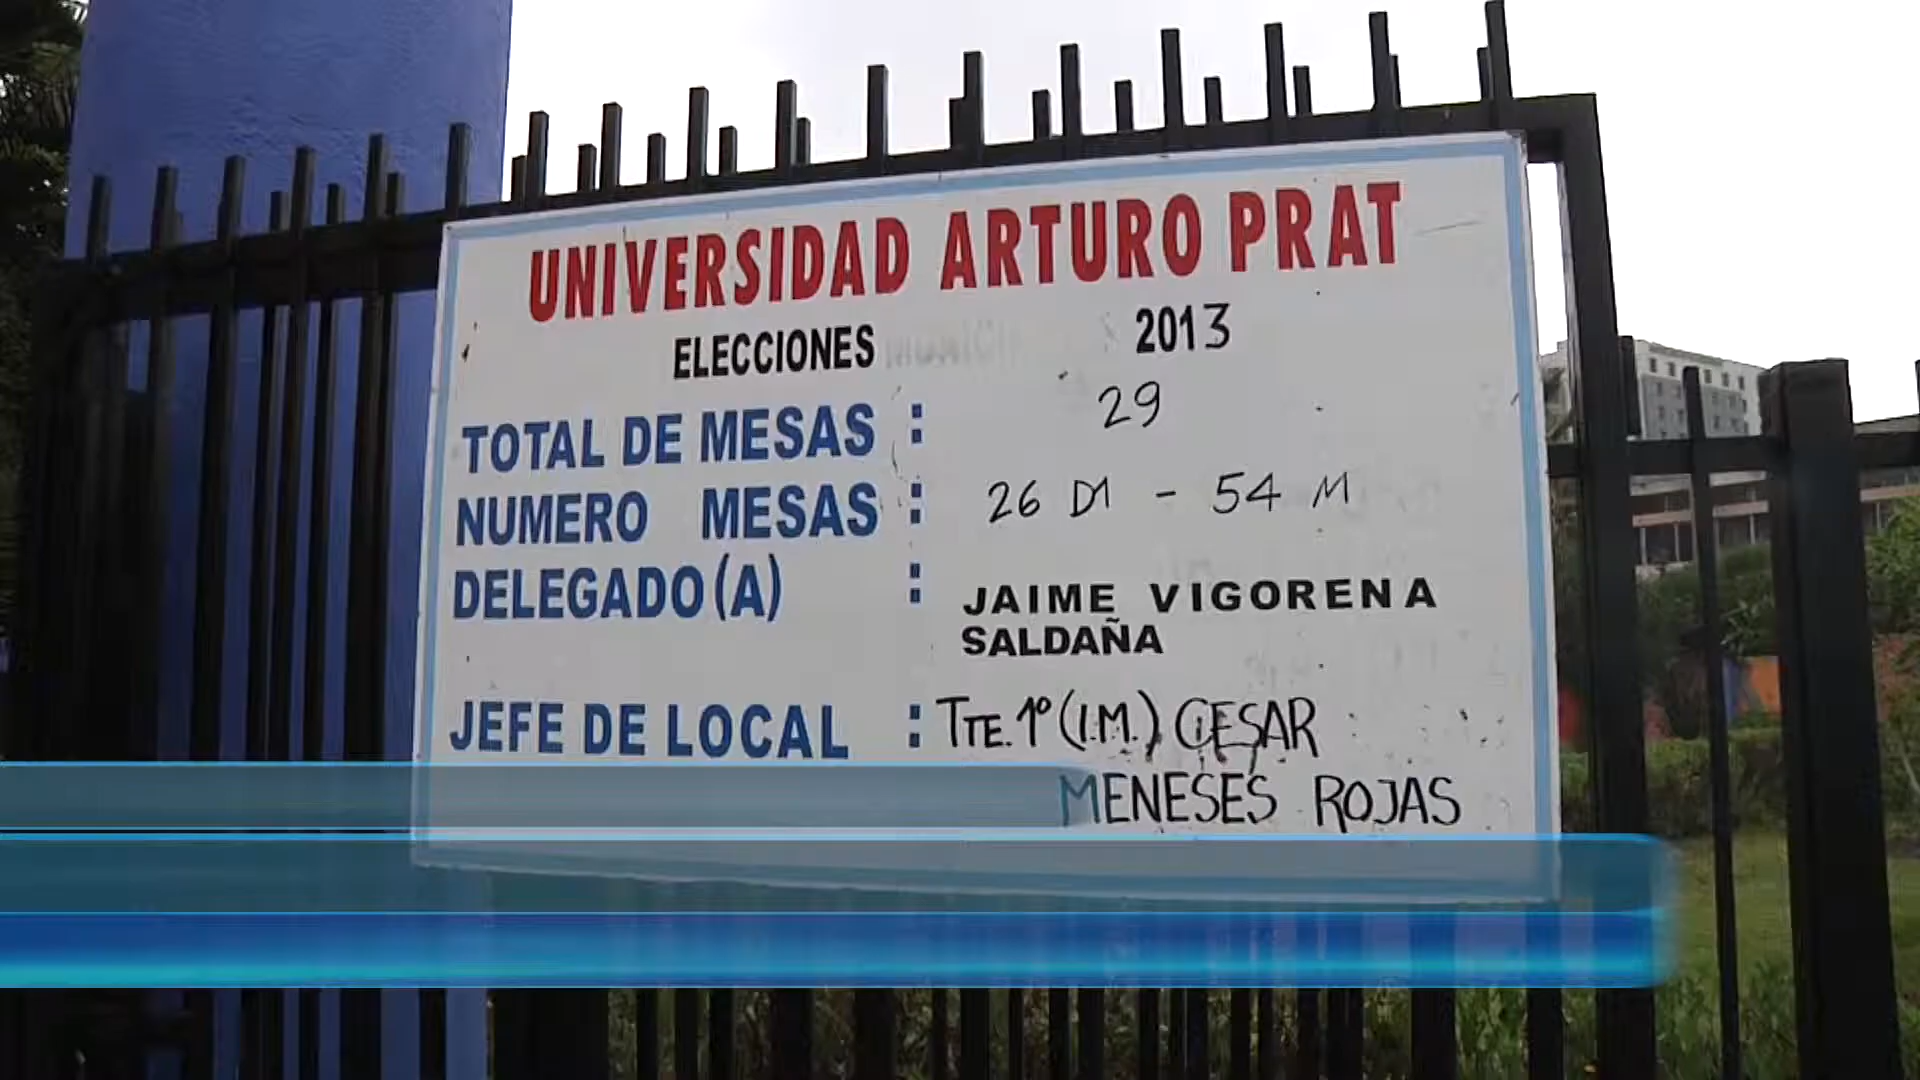 UNIVERSIDAD ARTURO PRAT
ELECCIONES 2013
TOTAL DE MESAS : 29
NUMERO MESAS : 26 M - 54 M
DELEGADO(A) : JAIME VIGORENA
SALDAÑA
JEFE DE LOCAL : TTE. 1º (I.M.) CESAR
MENESES ROJAS